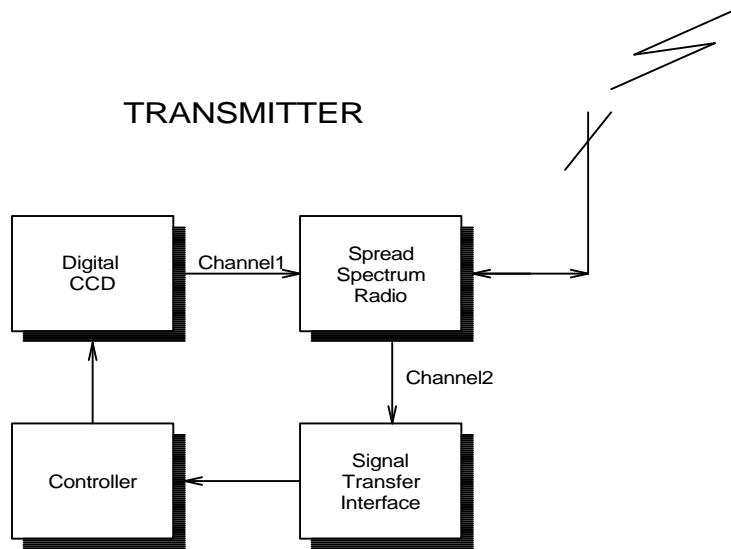 TRANSMITTER
Digital
CCD
Channel1
Spread
Spectrum
Radio
Channel2
Controller
Signal
Transfer
Interface